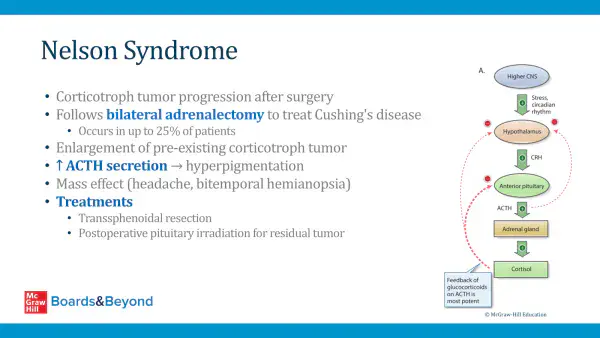 Nelson Syndrome
• Corticotroph tumor progression after surgery
• Follows bilateral adrenalectomy to treat Cushing's disease
• Occurs in up to 25% of patients
• Enlargement of pre-existing corticotroph tumor
• ↑ ACTH secretion → hyperpigmentation
• Mass effect (headache, bitemporal hemianopsia)
• Treatments
• Transsphenoidal resection
• Postoperative pituitary irradiation for residual tumor
A.
Higher CNS
Stress,
circadian
rhythm
Hypothalamus
CRH
Anterior pituitary
ACTH
Adrenal gland
Cortisol
Feedback of
glucocorticoids
on ACTH is
most potent
© McGraw-Hill Education
Mc
Graw
Hill
Boards&Beyond